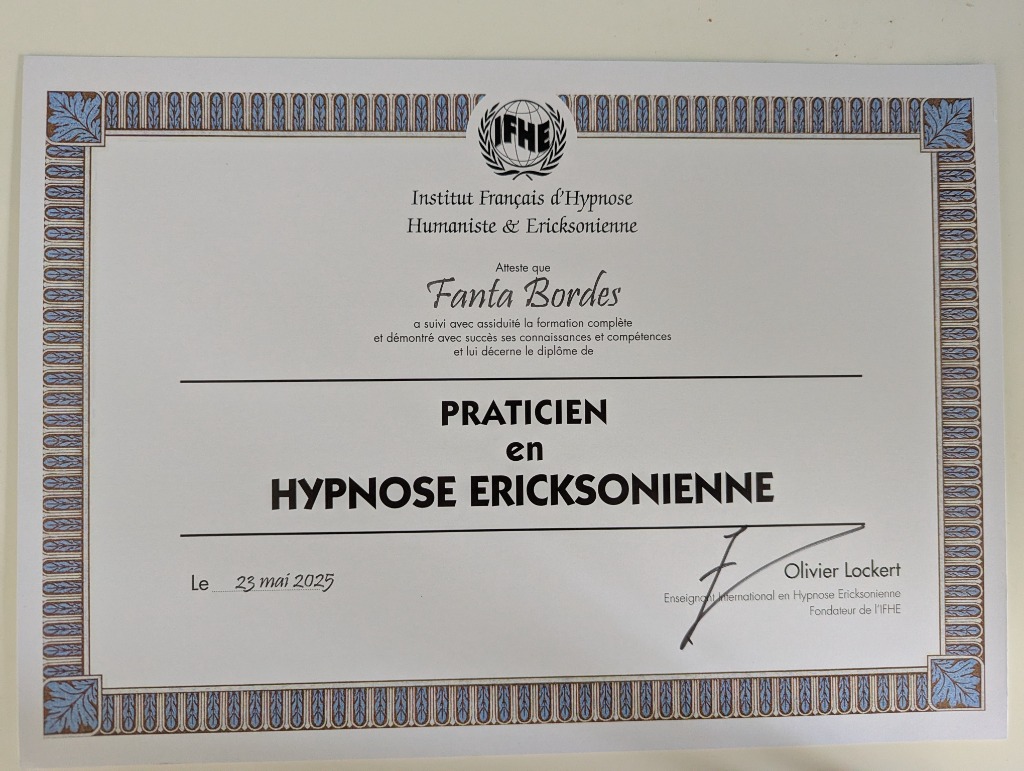 IFHE
Institut Français d'Hypnose
Humaniste & Ericksonienne
Atteste que
Fanta Bordes
a suivi avec assiduité la formation complète
et démontré avec succès ses connaissances et compétences
et lui décerne le diplôme de
PRATICIEN
en
HYPNOSE ERICKSONIENNE
Le 23 mai 2025
Olivier Lockert
Enseignant International en Hypnose Ericksonienne
Fondateur de l'IFHE